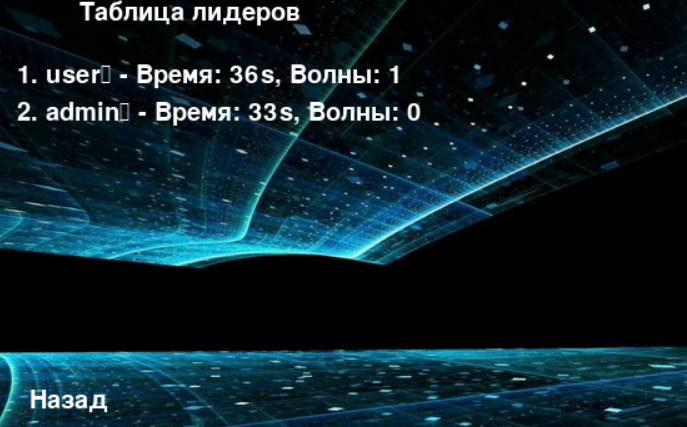 Таблица лидеров
1. user▯ - Время: 36s, Волны: 1
2. admin▯ - Время: 33s, Волны: 0
Назад